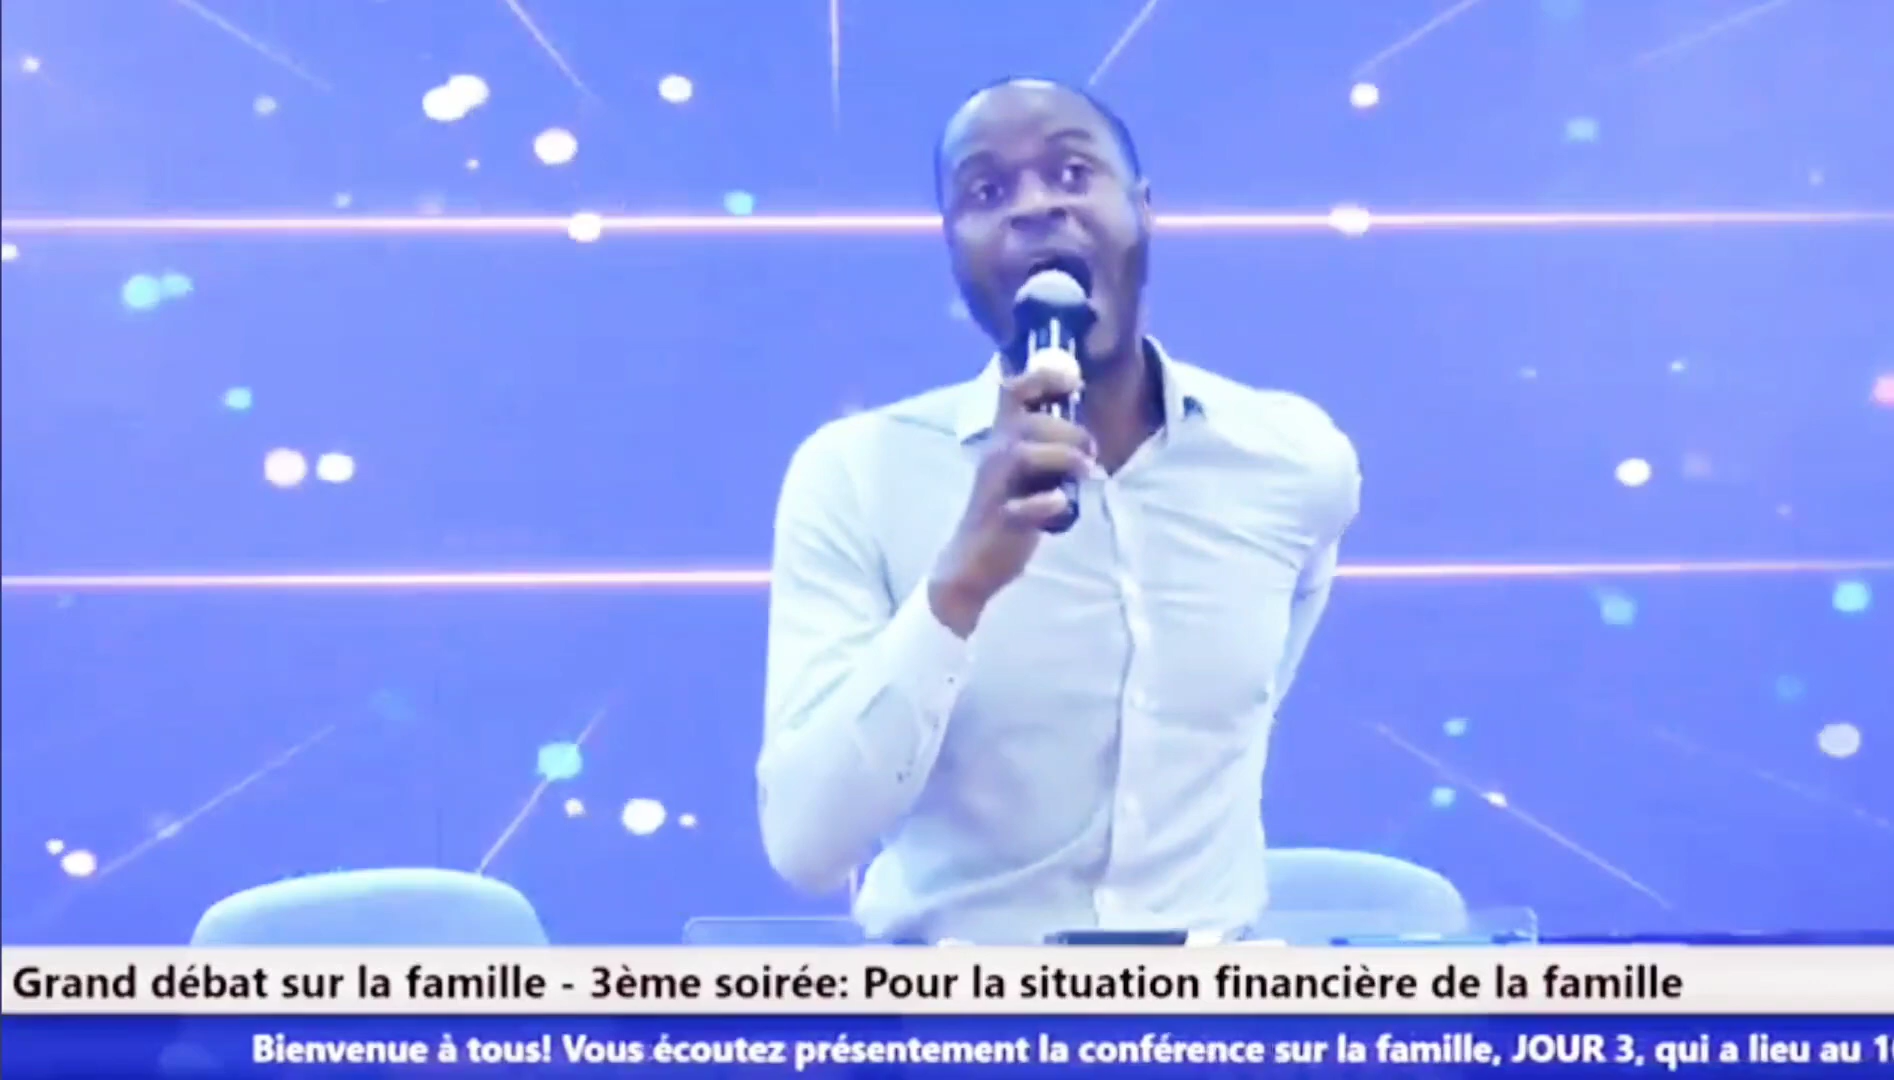 Grand débat sur la famille - 3ème soirée: Pour la situation financière de la famille
Bienvenue à tous! Vous écoutez présentement la conférence sur la famille, JOUR 3, qui a lieu au